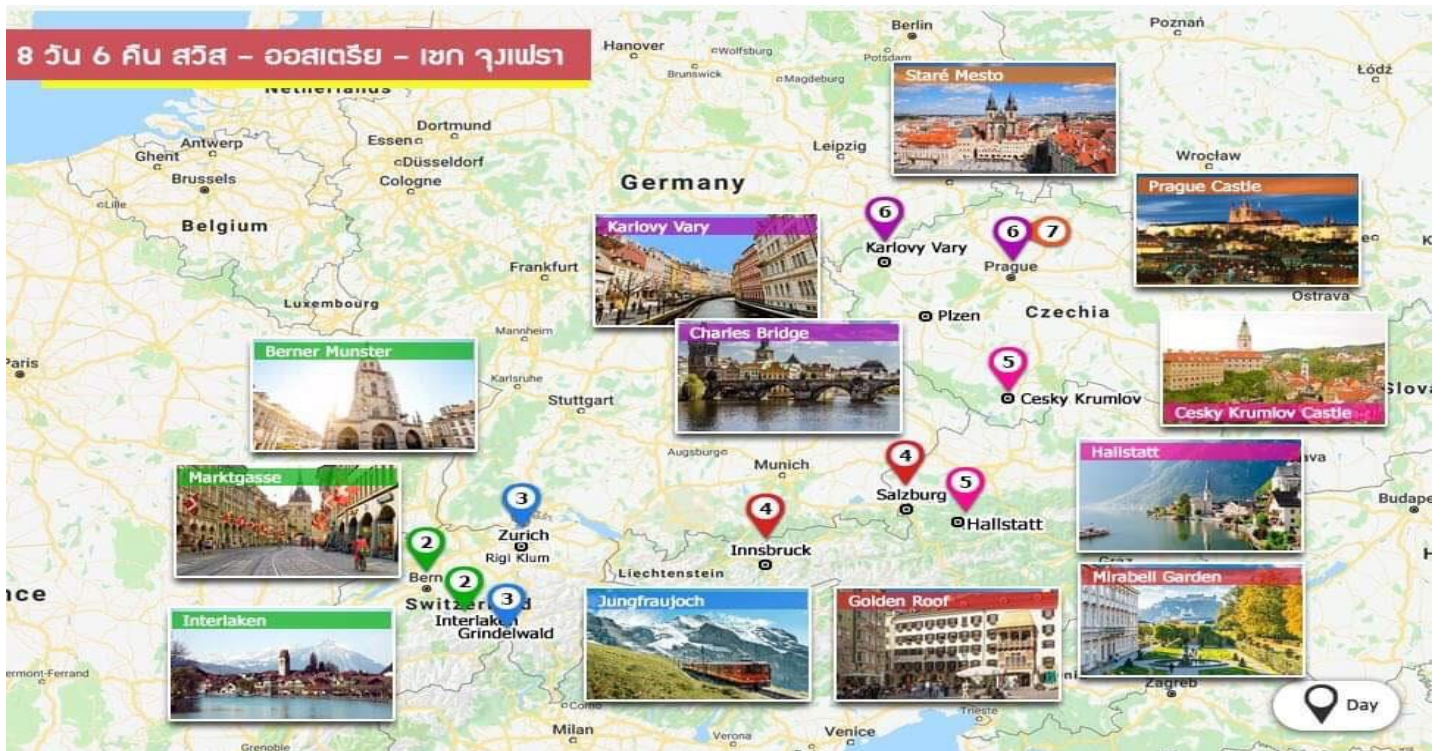 8 วัน 6 คืน สวิส – ออสเตรีย – เชก จุงเฟรา
Berlin
Poznań
Hanover
Wolfsburg
Potsdam
Brunswick
Magdeburg
Łódź
Netherlands
Staré Mesto
Dortmund
Essen
Antwerp
Ghent
Düsseldorf
Leipzig
Wrocław
Brussels
Cologne
Lille
Germany
Prague Castle
Belgium
6
Karlovy Vary
Karlovy Vary
6
7
Prague
Frankfurt
Ostrava
Luxembourg
Plzen
Czechia
Mannheim
Charles Bridge
Berner Munster
Paris
Karlsruhe
5
Cesky Krumlov
Stuttgart
Cesky Krumlov Castle
Augsburg
Munich
Hallstatt
Marktgasse
4
Salzburg
5
Hallstatt
3
Zurich
Rigi Klum
4
Innsbruck
2
Bern
Liechtenstein
2
Switzerland
Interlaken
3
Grindelwald
Jungfraujoch
Golden Roof
Mirabell Garden
Interlaken
Zagreb
Day
Como
Milan
Verona
Venice
Trieste
Grenoble